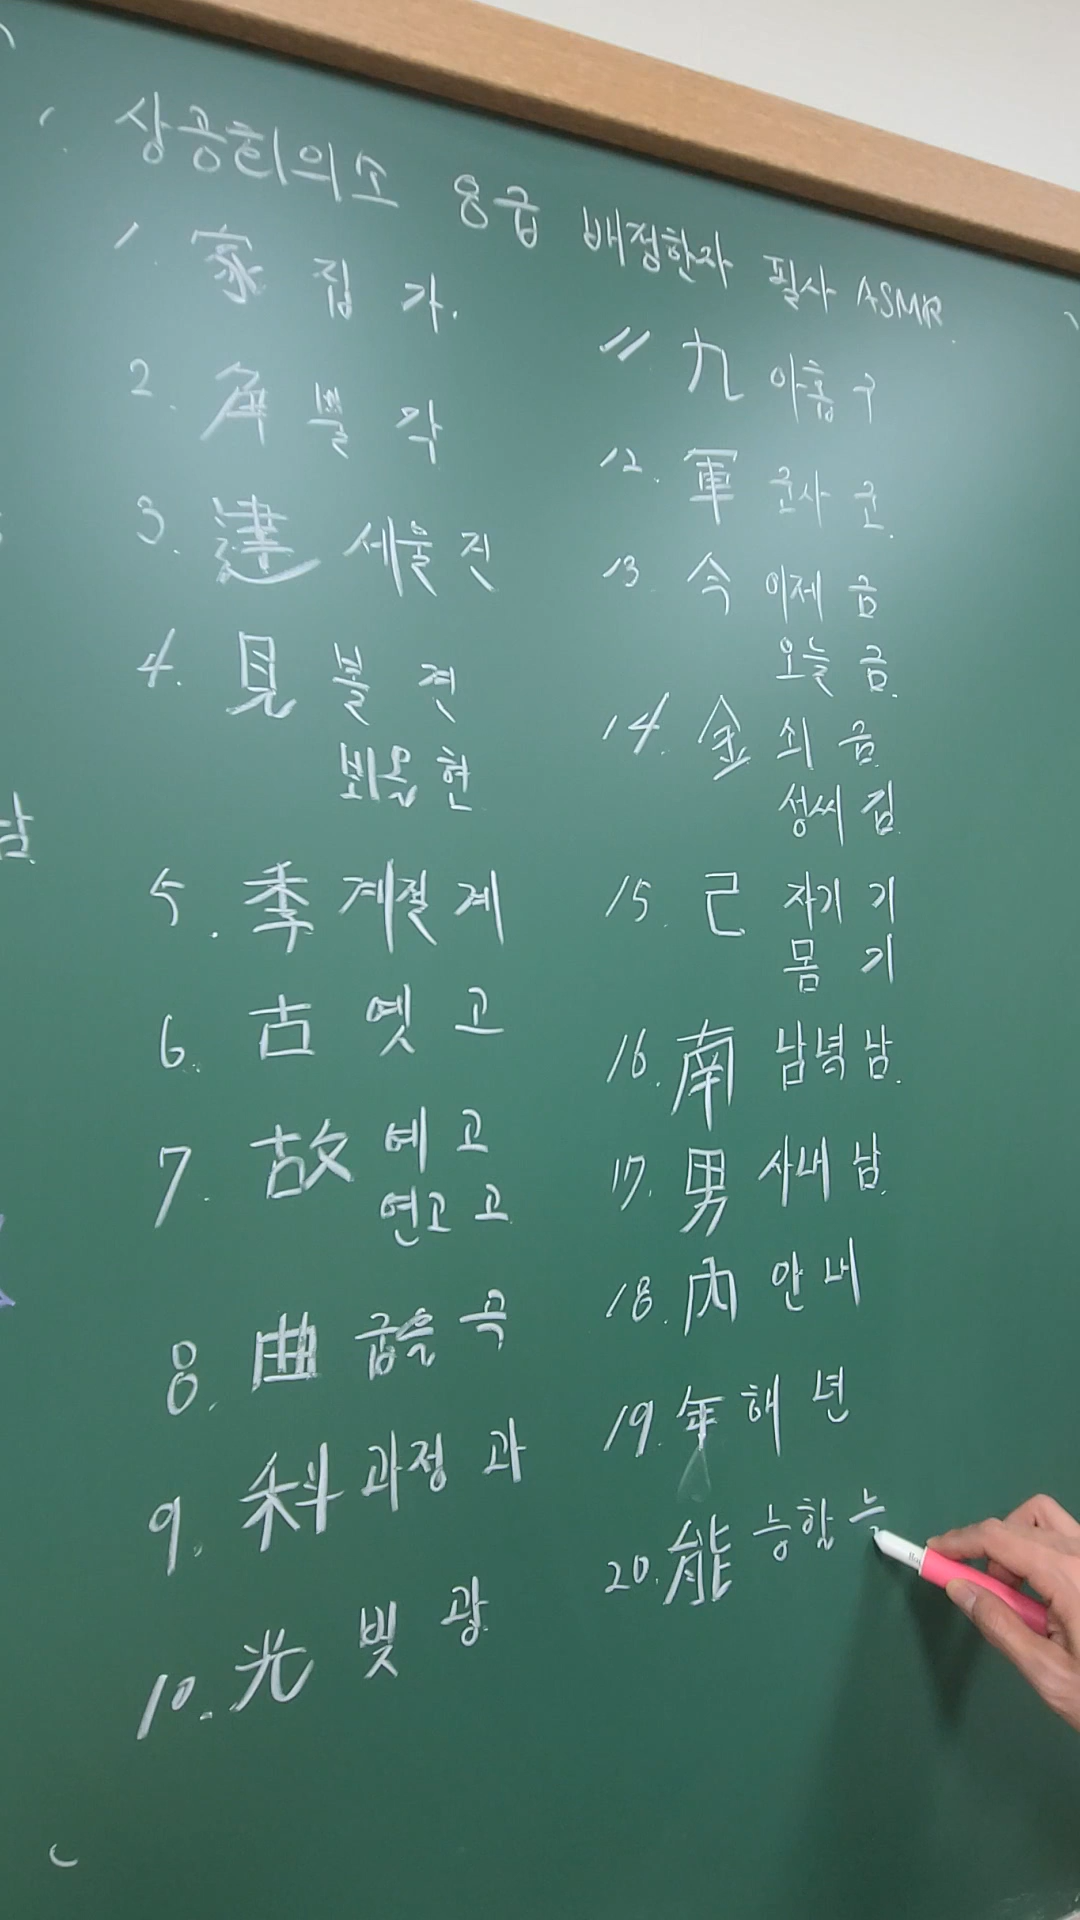 상공회의소 8급 배정한자 필사 ASMR
1. 家 집 가.
2. 角 뿔 각
3. 建 세울 건
4. 見 볼 견
뵈올 현
5. 季 계절 계
6. 古 옛 고
7. 故 예 고
연고 고
8. 曲 굽을 곡
9. 科 과정 과
10. 光 빛 광
11 九 아홉 구
12. 軍 군사 군.
13 今 이제 금
오늘 금.
14. 金 쇠 금
성씨 김
15. 己 자기 기
몸 기
16. 南 남녁 남.
17. 男 사내 남
18. 內 안 내
19. 年 해 년
20. 能 능할 느
남